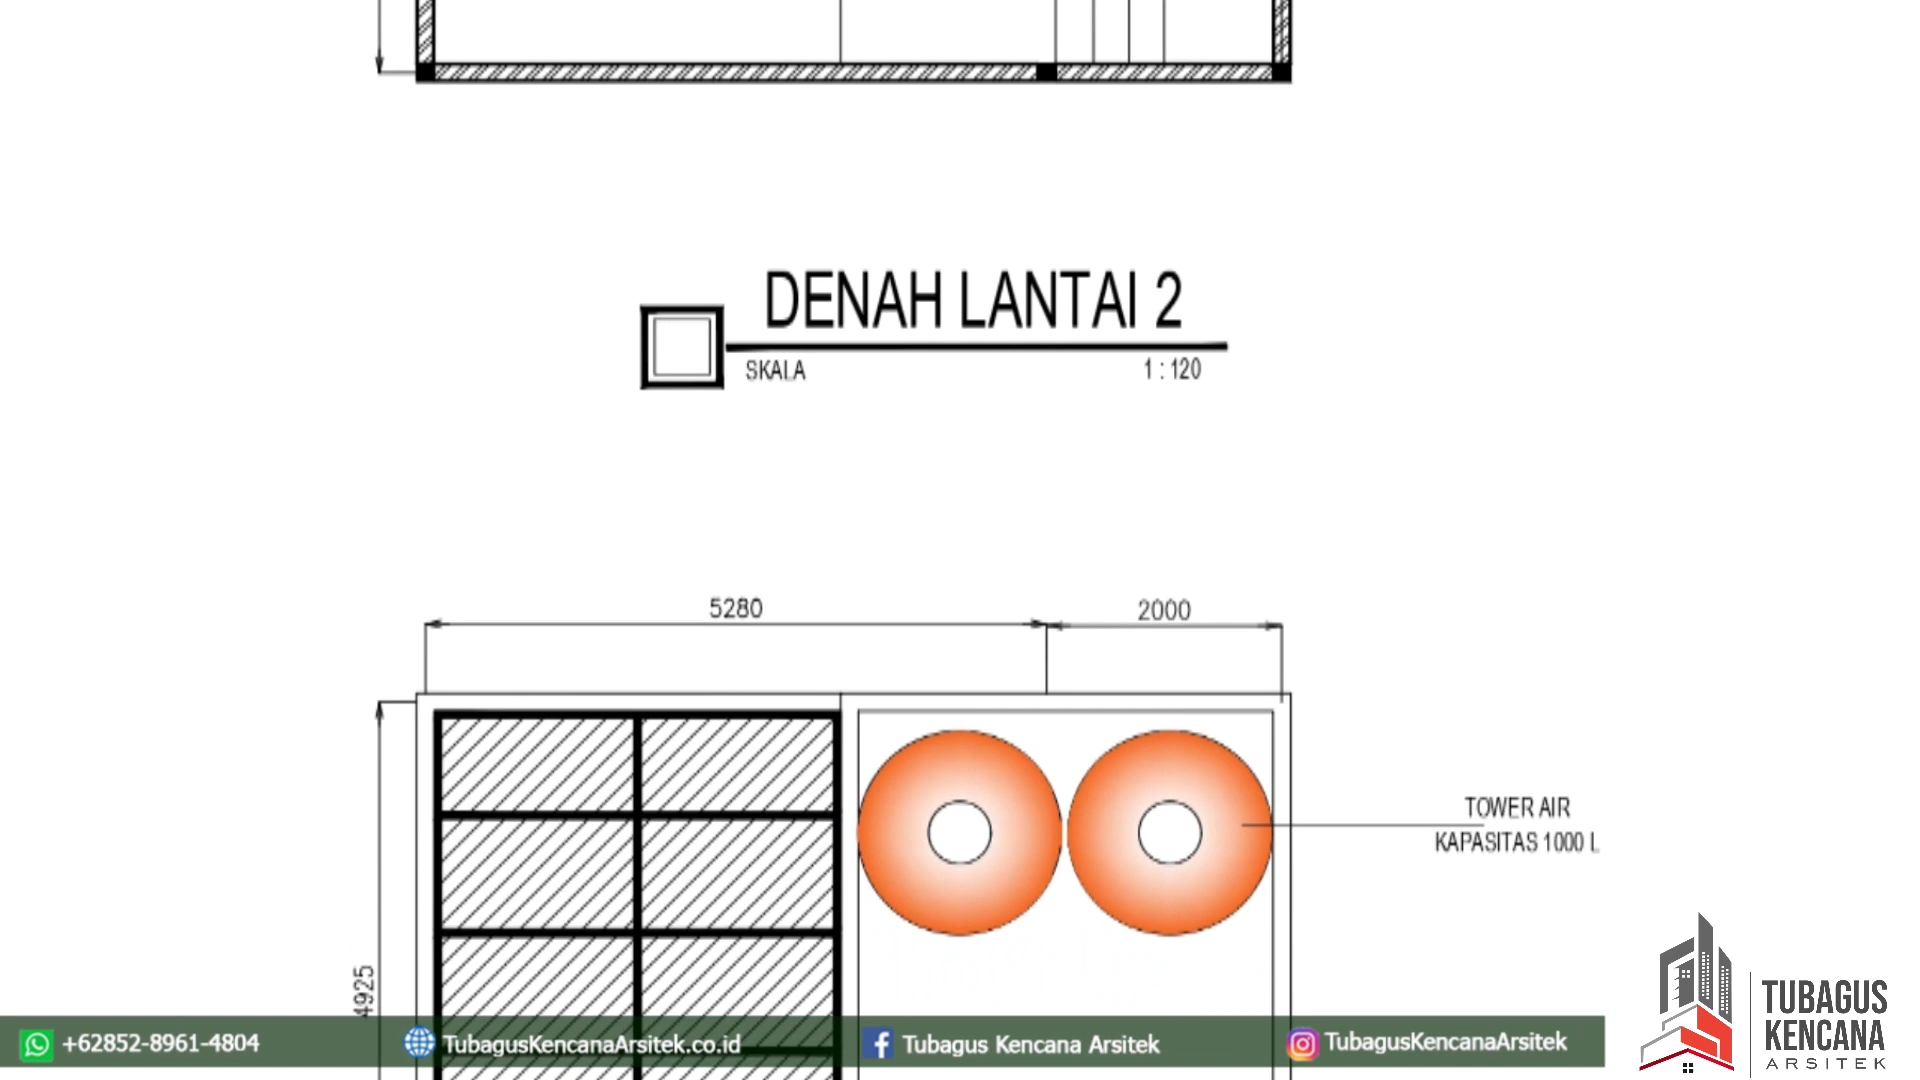 DENAH LANTAI 2
SKALA 1 : 120
5280 2000
TOWER AIR
KAPASITAS 1000 L
4925
+62852-8961-4804 TubagusKencanaArsitek.co.id Tubagus Kencana Arsitek TubagusKencanaArsitek
TUBAGUS
KENCANA
ARSITEK